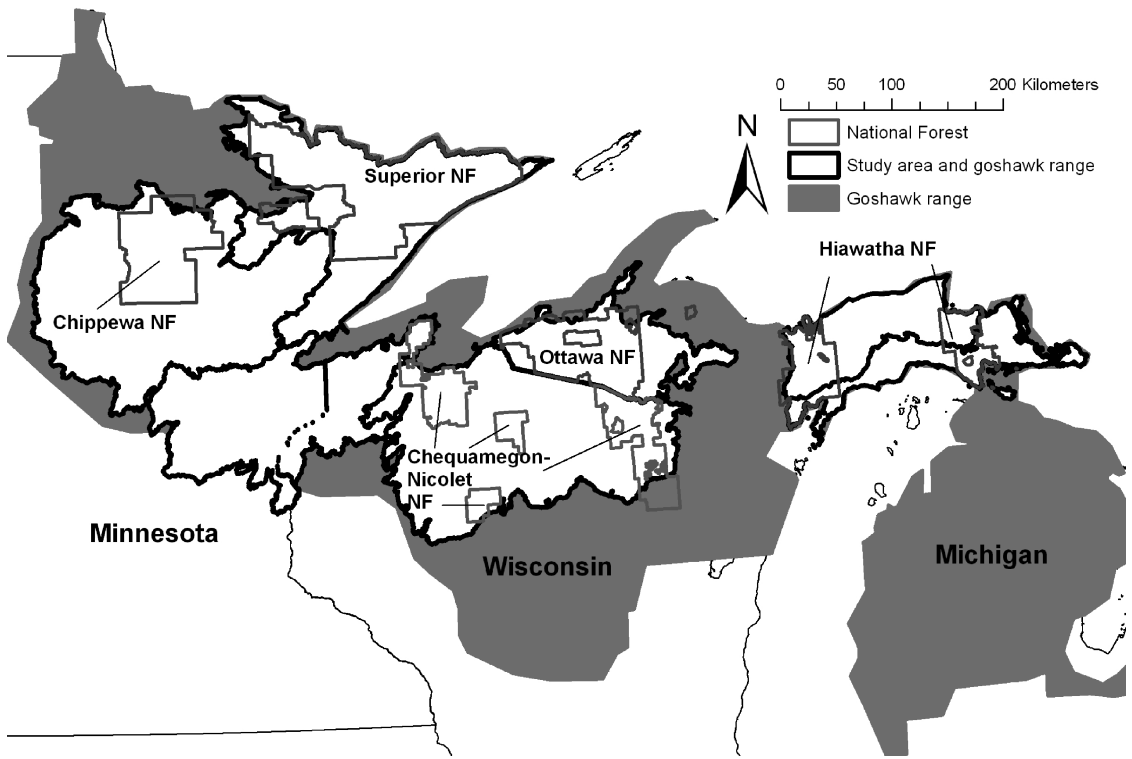 0 50 100 200 Kilometers
N
National Forest
Study area and goshawk range
Goshawk range
Superior NF
Hiawatha NF
Chippewa NF
Ottawa NF
Chequamegon-
Nicolet
NF
Minnesota
Wisconsin
Michigan